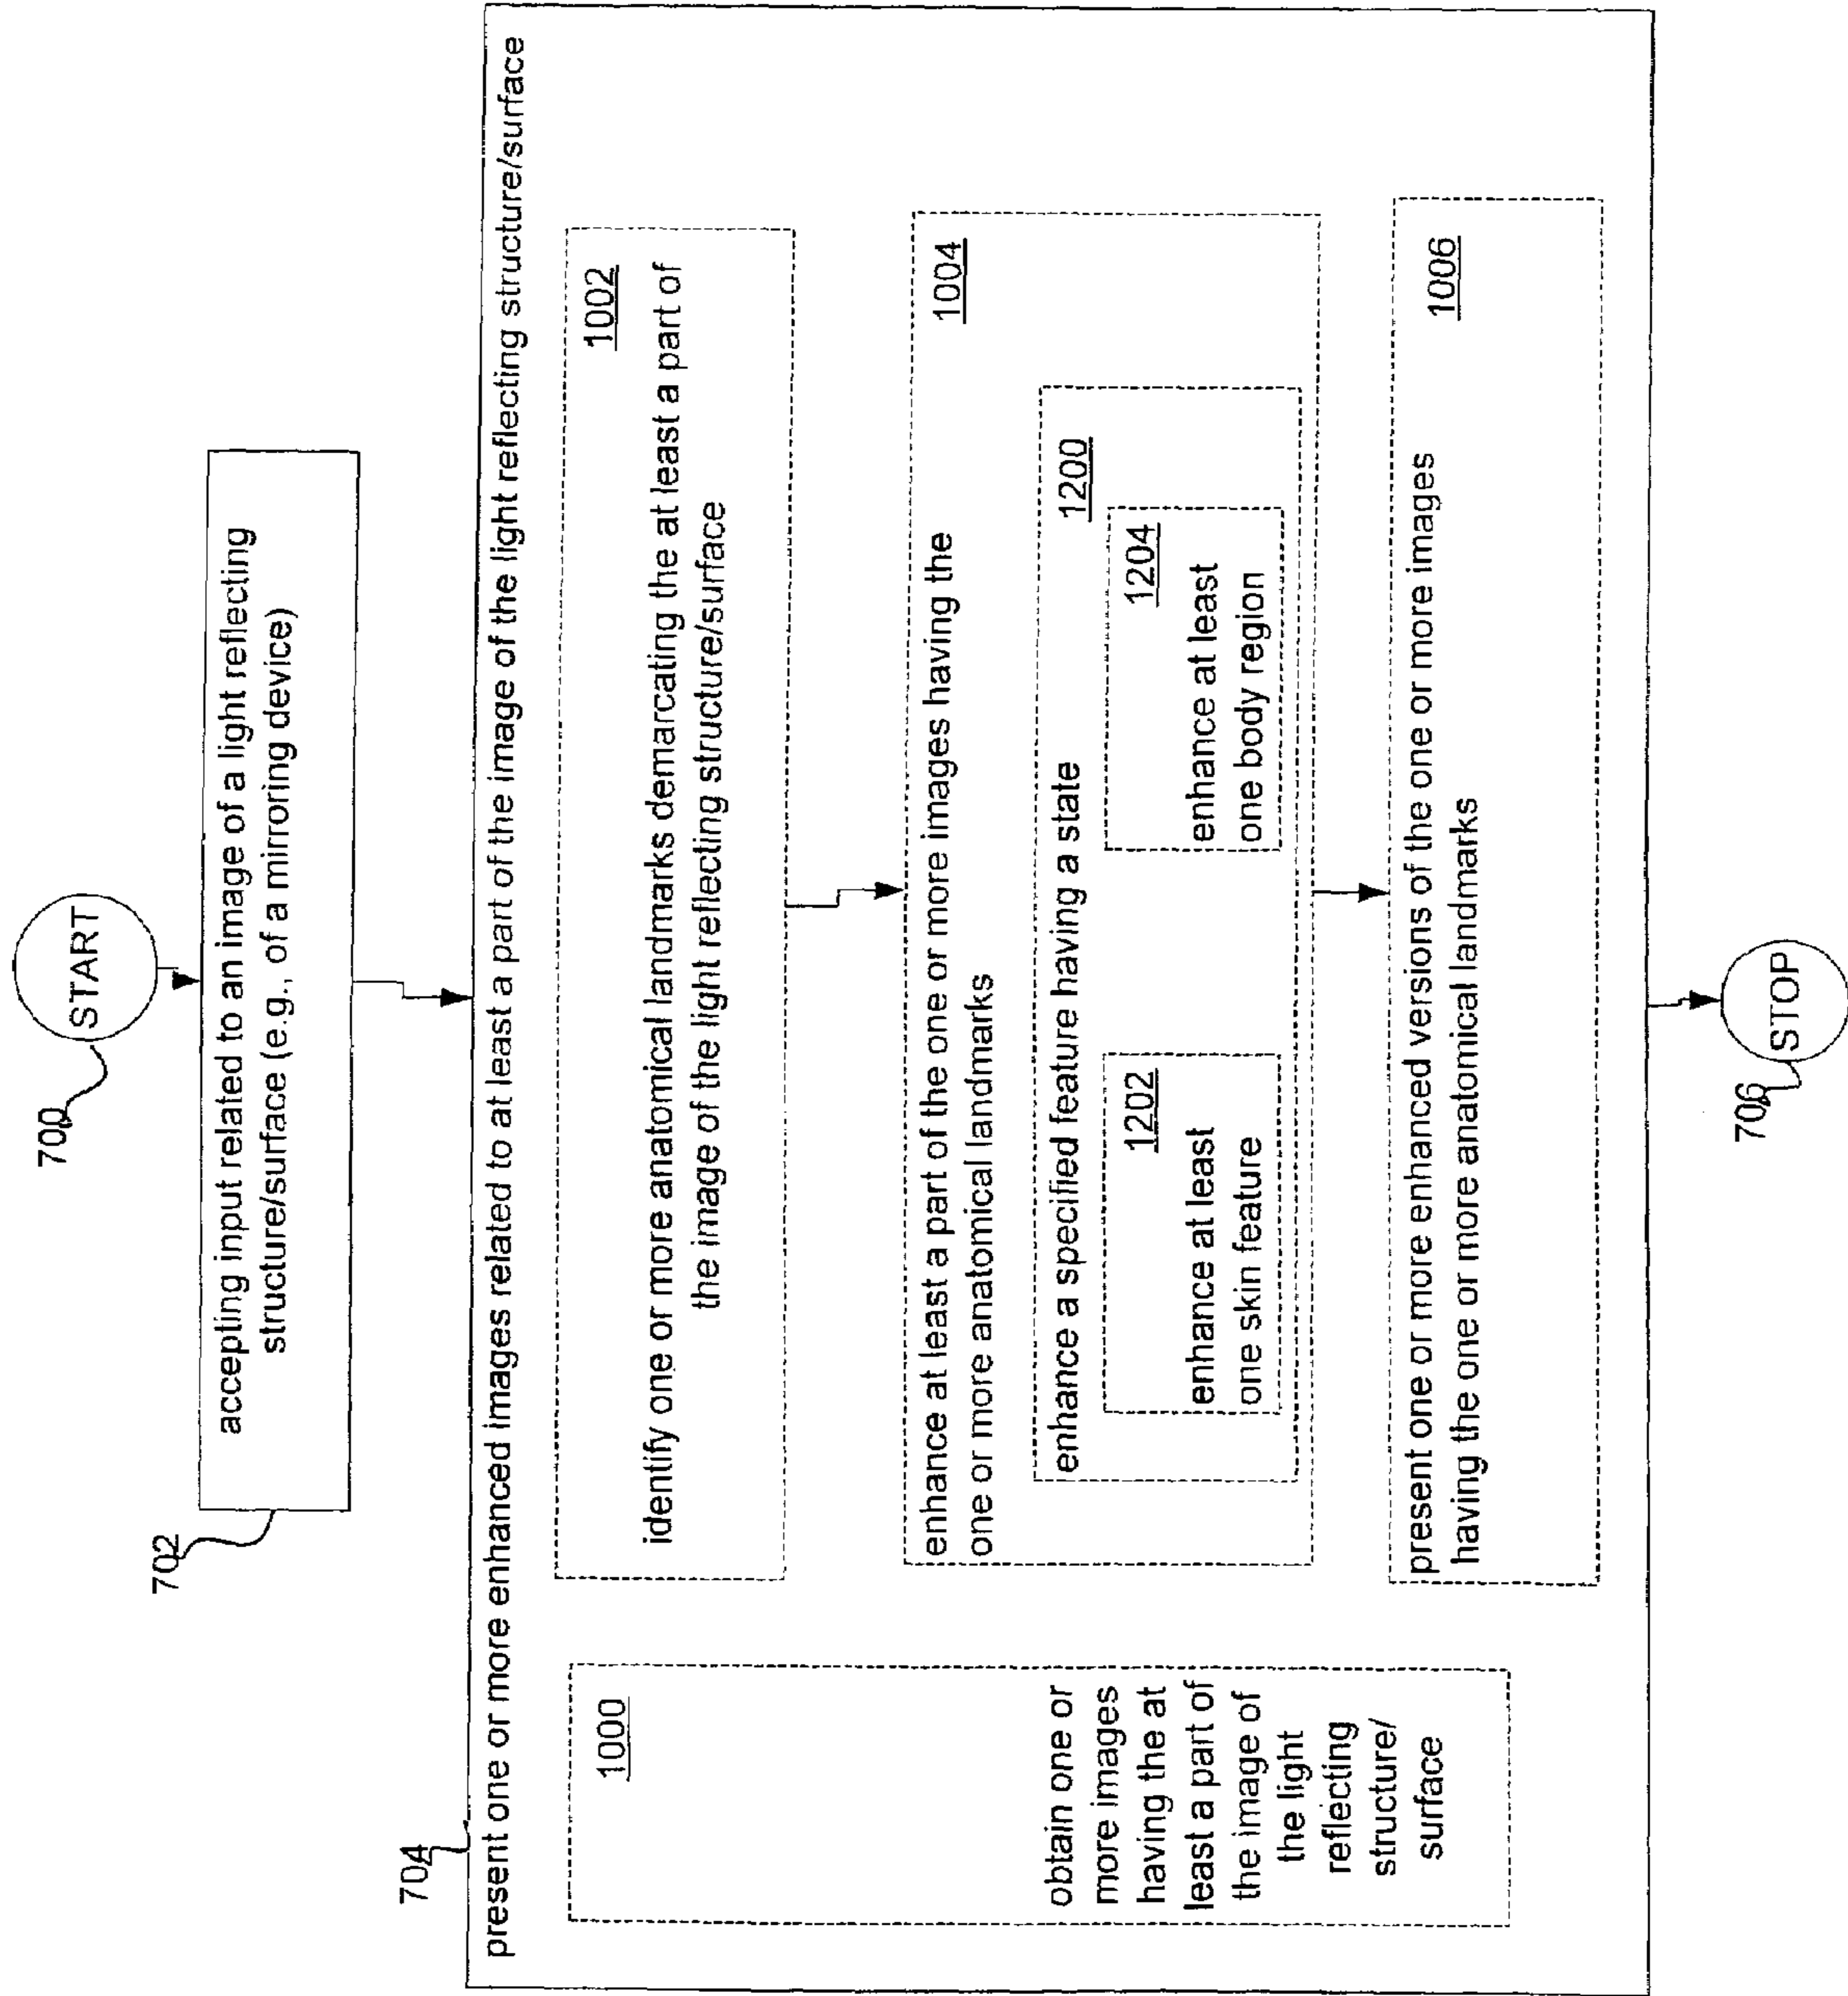 START
700
702
accepting input related to an image of a light reflecting
structure/surface (e.g., of a mirroring device)
704
present one or more enhanced images related to at least a part of the image of the light reflecting structure/surface
1000
obtain one or
more images
having the at
least a part of
the image of
the light
reflecting
structure/
surface
1002
identify one or more anatomical landmarks demarcating the at least a part of
the image of the light reflecting structure/surface
1004
enhance at least a part of the one or more images having the
one or more anatomical landmarks
1200
enhance a specified feature having a state
1202
enhance at least
one skin feature
1204
enhance at least
one body region
1006
present one or more enhanced versions of the one or more images
having the one or more anatomical landmarks
706
STOP